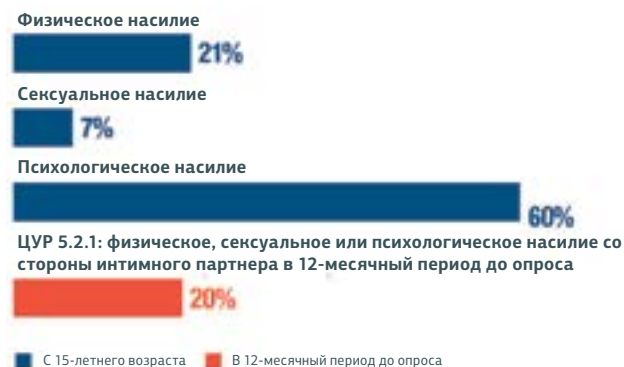 Физическое насилие
21%
Сексуальное насилие
7%
Психологическое насилие
60%
ЦУР 5.2.1: физическое, сексуальное или психологическое насилие со
стороны интимного партнера в 12-месячный период до опроса
20%
С 15-летнего возраста В 12-месячный период до опроса